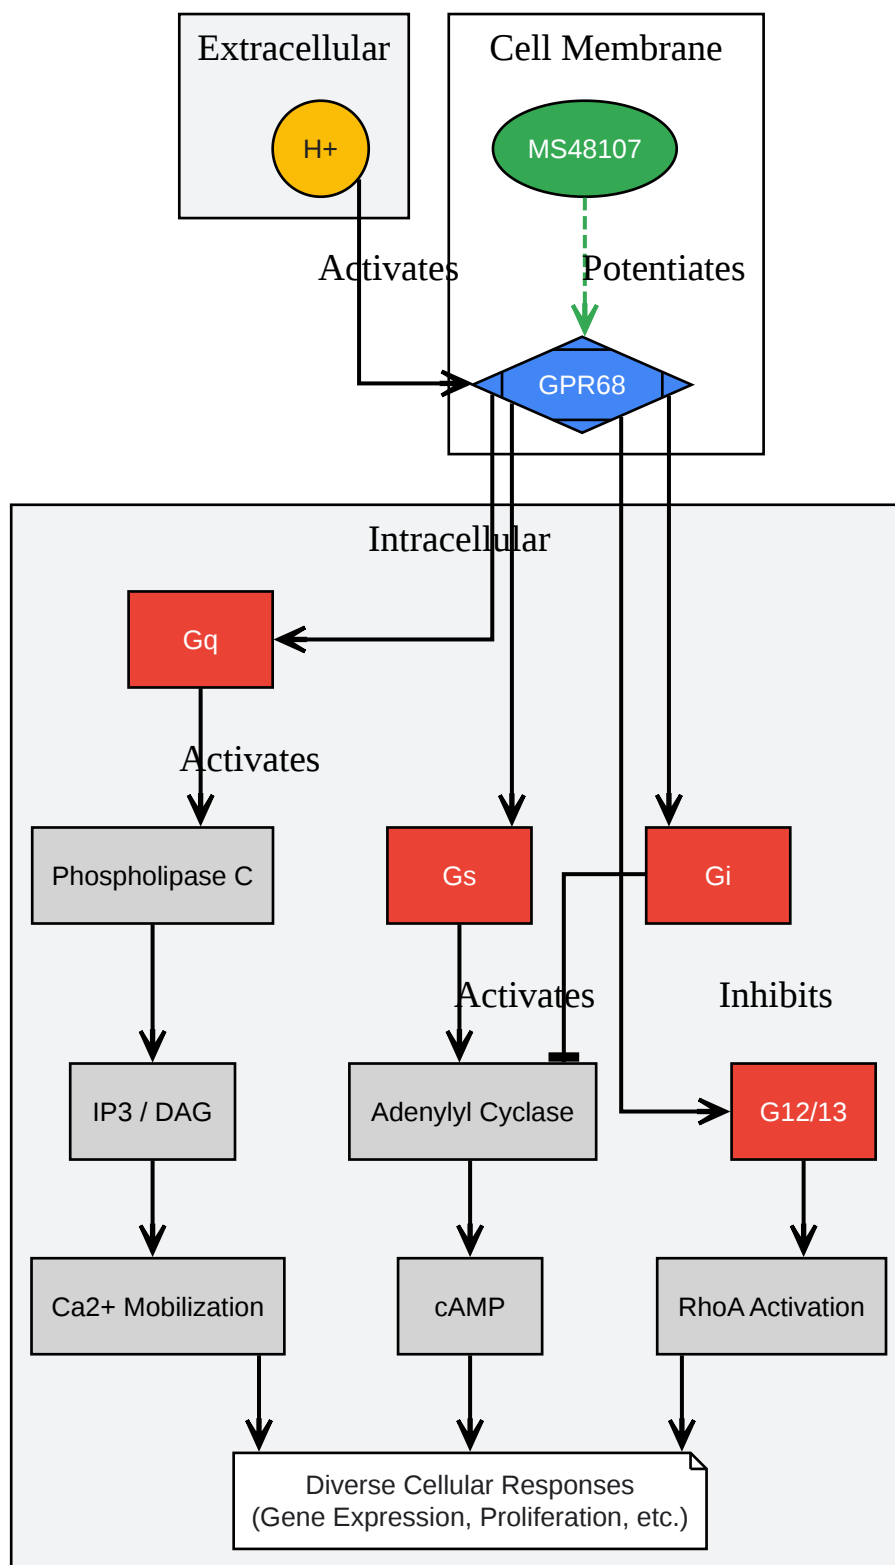 Extracellular
Cell Membrane
H+
MS48107
Activates
Potentiates
GPR68
Intracellular
Gq
Activates
Phospholipase C
Gs
Gi
Activates
Inhibits
IP3 / DAG
Adenylyl Cyclase
G12/13
Ca2+ Mobilization
cAMP
RhoA Activation
Diverse Cellular Responses
(Gene Expression, Proliferation, etc.)